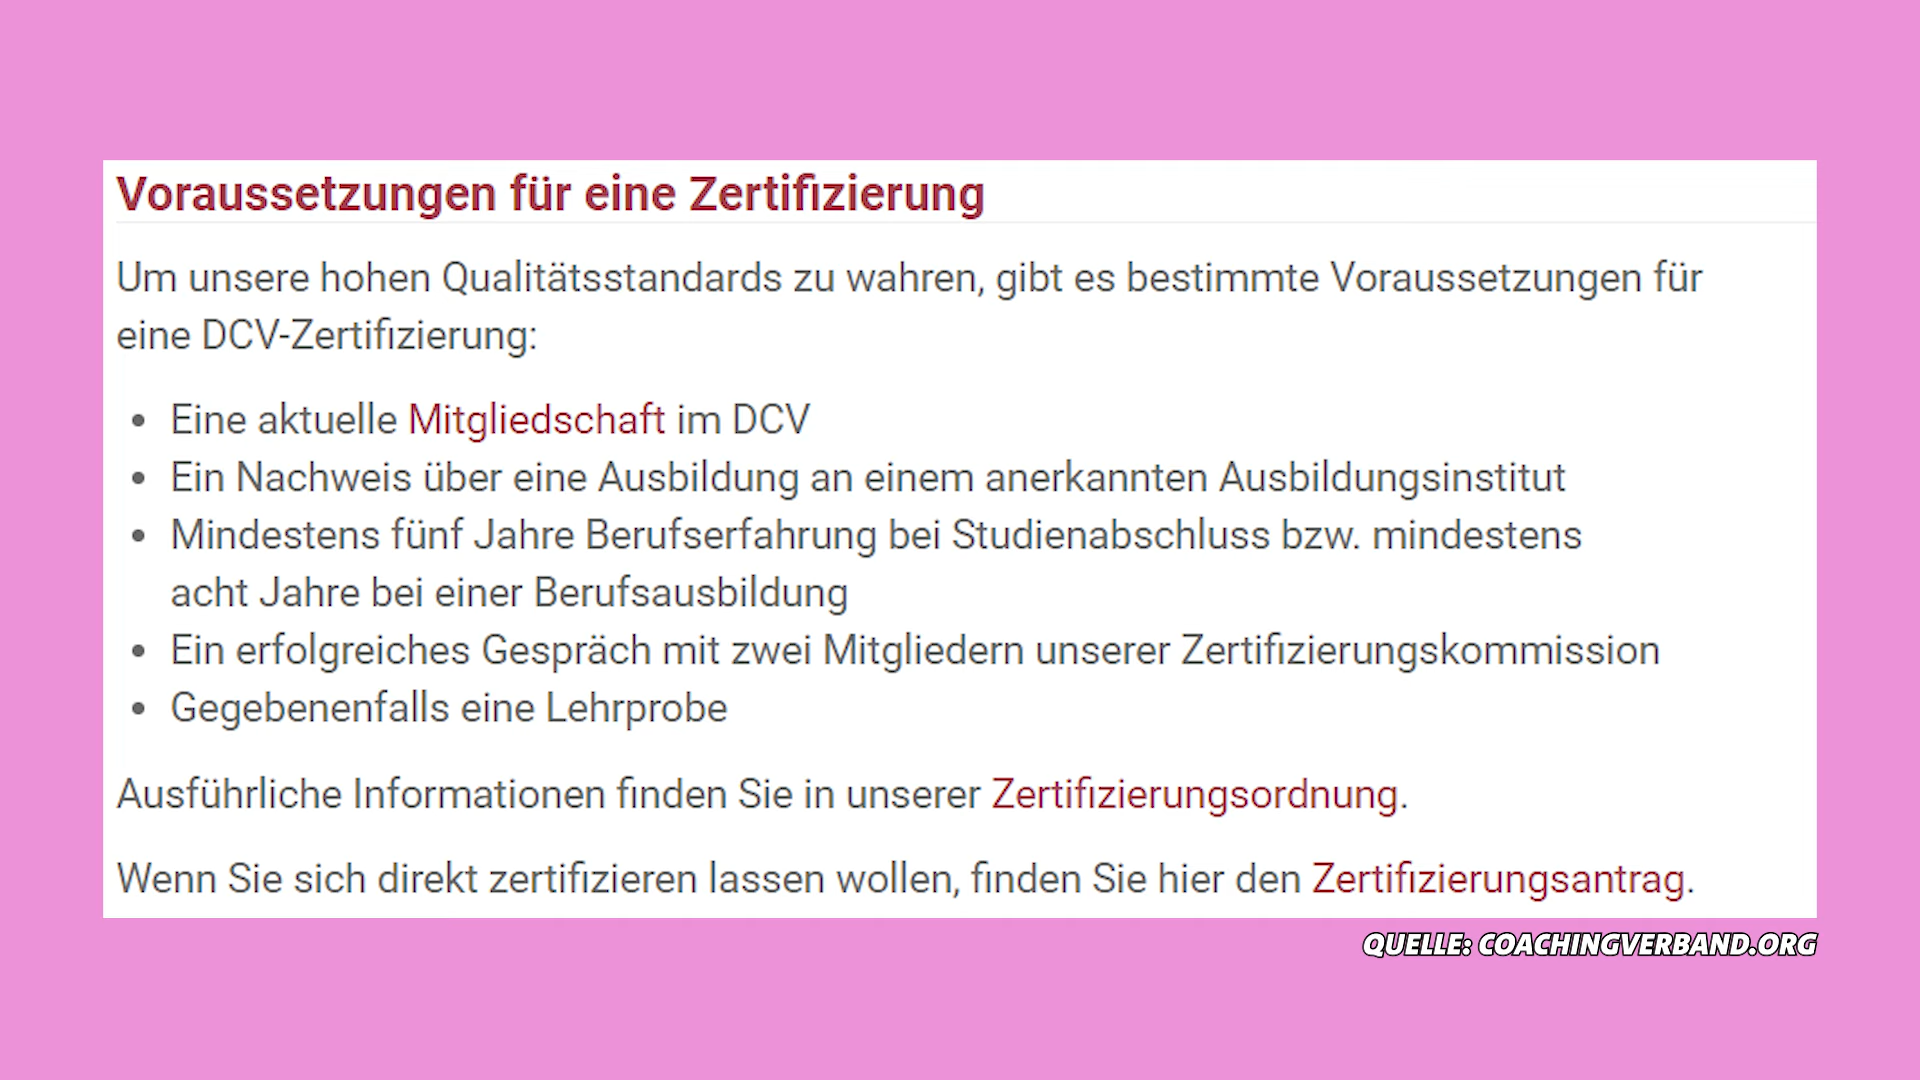 Voraussetzungen für eine Zertifizierung
Um unsere hohen Qualitätsstandards zu wahren, gibt es bestimmte Voraussetzungen für
eine DCV-Zertifizierung:
• Eine aktuelle Mitgliedschaft im DCV
• Ein Nachweis über eine Ausbildung an einem anerkannten Ausbildungsinstitut
• Mindestens fünf Jahre Berufserfahrung bei Studienabschluss bzw. mindestens
acht Jahre bei einer Berufsausbildung
• Ein erfolgreiches Gespräch mit zwei Mitgliedern unserer Zertifizierungskommission
• Gegebenenfalls eine Lehrprobe
Ausführliche Informationen finden Sie in unserer Zertifizierungsordnung.
Wenn Sie sich direkt zertifizieren lassen wollen, finden Sie hier den Zertifizierungsantrag.
QUELLE: COACHINGVERBAND.ORG